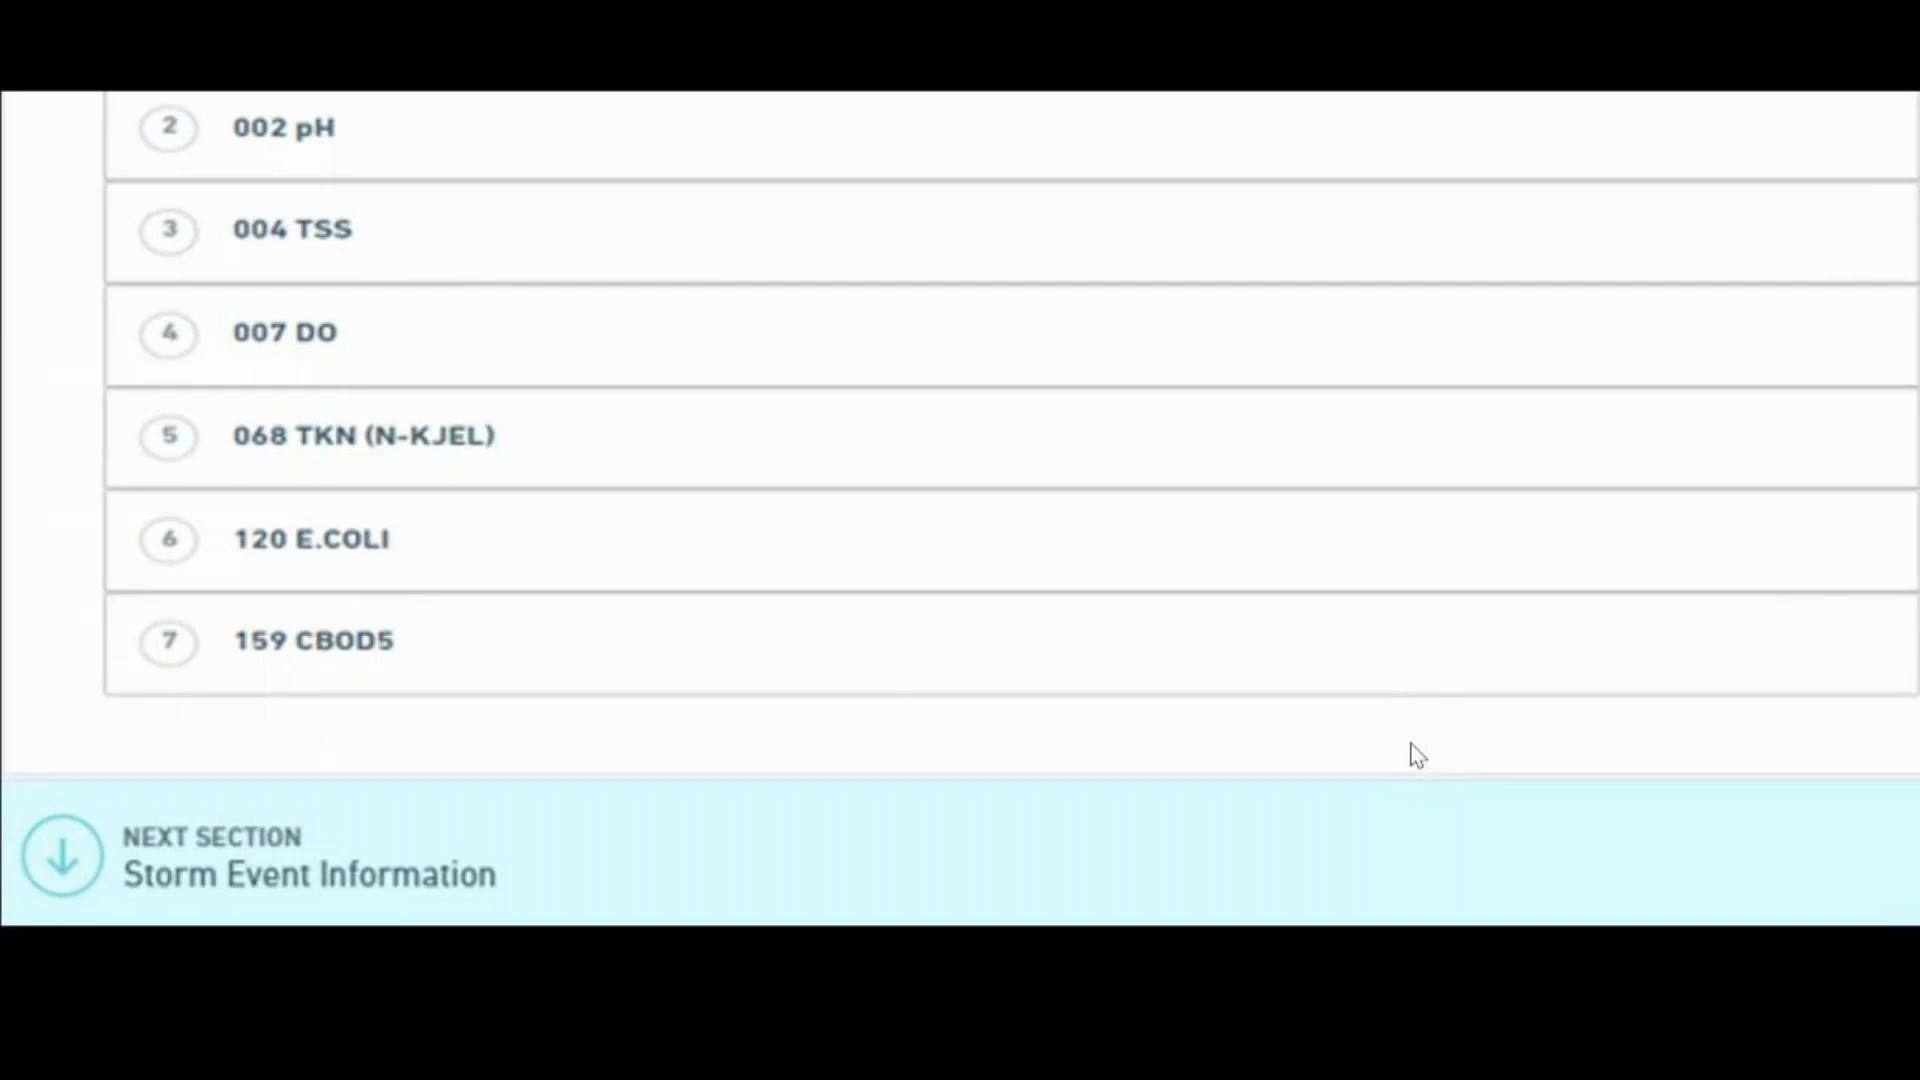 2 002 pH
3 004 TSS
4 007 DO
5 068 TKN (N-KJEL)
6 120 E.COLI
7 159 CBOD5
NEXT SECTION
Storm Event Information